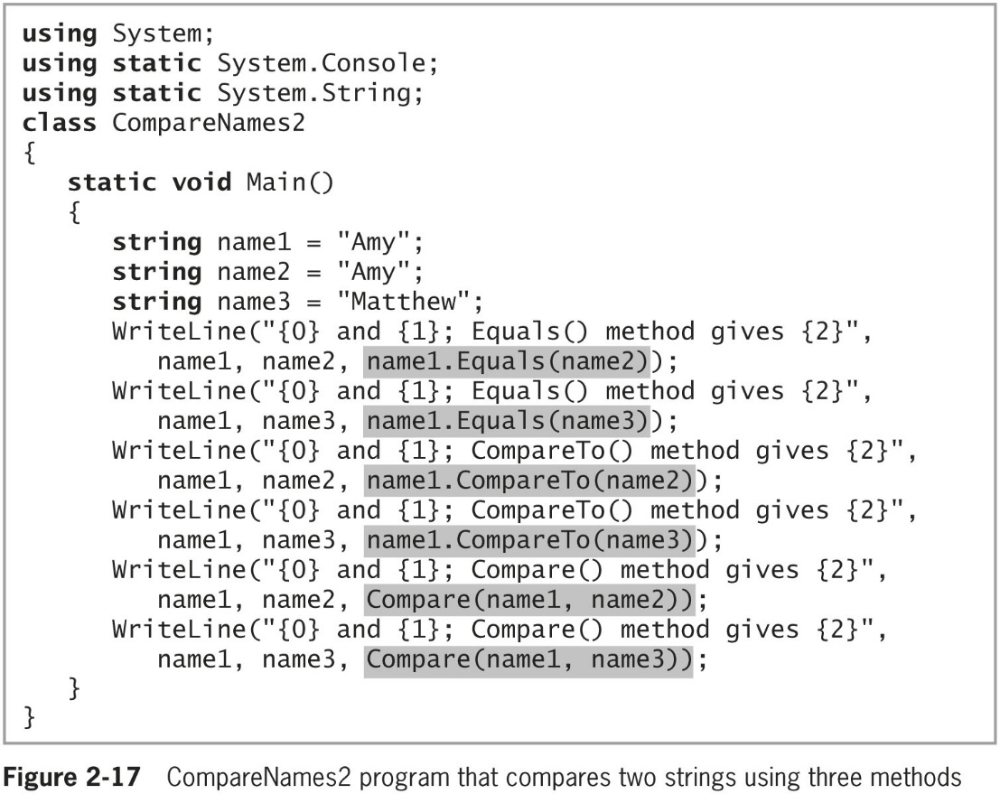 using System;
using static System.Console;
using static System.String;
class CompareNames2
{
   static void Main()
   {
      string name1 = "Amy";
      string name2 = "Amy";
      string name3 = "Matthew";
      WriteLine("{0} and {1}; Equals() method gives {2}",
         name1, name2, name1.Equals(name2));
      WriteLine("{0} and {1}; Equals() method gives {2}",
         name1, name3, name1.Equals(name3));
      WriteLine("{0} and {1}; CompareTo() method gives {2}",
         name1, name2, name1.CompareTo(name2));
      WriteLine("{0} and {1}; CompareTo() method gives {2}",
         name1, name3, name1.CompareTo(name3));
      WriteLine("{0} and {1}; Compare() method gives {2}",
         name1, name2, Compare(name1, name2));
      WriteLine("{0} and {1}; Compare() method gives {2}",
         name1, name3, Compare(name1, name3));
   }
}
Figure 2-17 CompareNames2 program that compares two strings using three methods